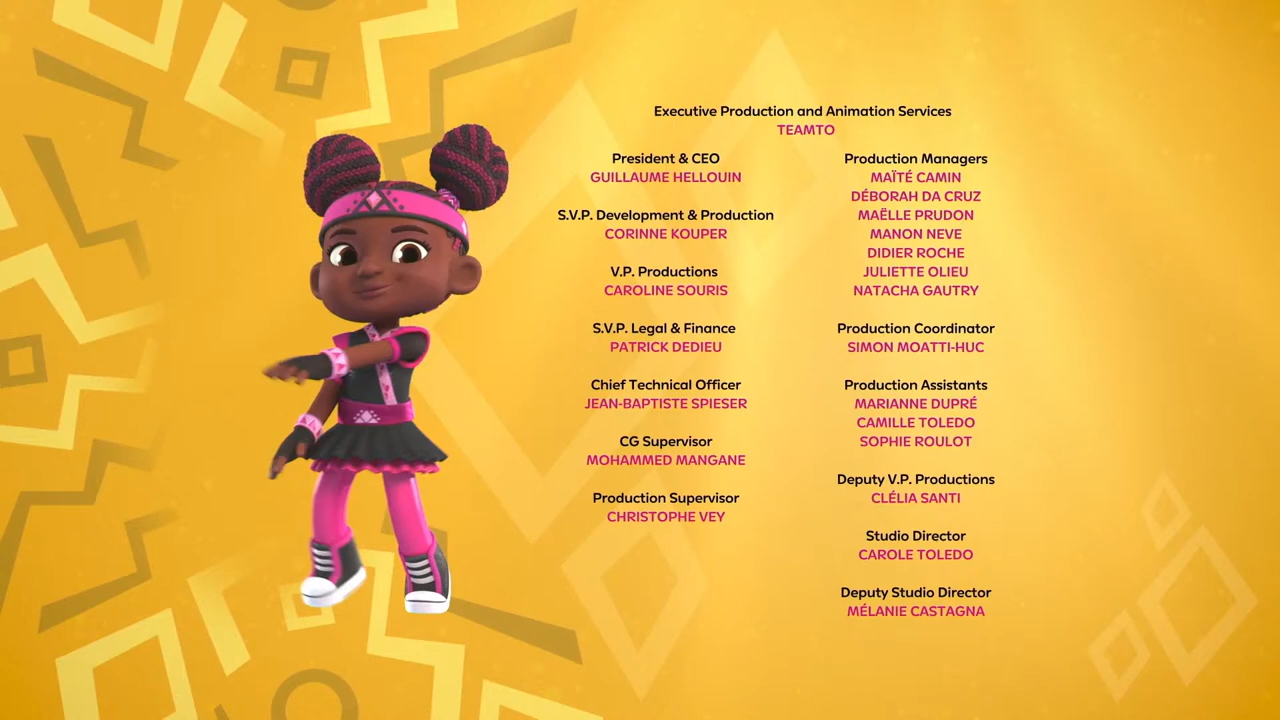 Executive Production and Animation Services
TEAMTO
President & CEO
GUILLAUME HELLOUIN
S.V.P. Development & Production
CORINNE KOUPER
V.P. Productions
CAROLINE SOURIS
S.V.P. Legal & Finance
PATRICK DEDIEU
Chief Technical Officer
JEAN-BAPTISTE SPIESER
CG Supervisor
MOHAMMED MANGANE
Production Supervisor
CHRISTOPHE VEY
Production Managers
MAÏTÉ CAMIN
DÉBORAH DA CRUZ
MAËLLE PRUDON
MANON NEVE
DIDIER ROCHE
JULIETTE OLIEU
NATACHA GAUTRY
Production Coordinator
SIMON MOATTI-HUC
Production Assistants
MARIANNE DUPRÉ
CAMILLE TOLEDO
SOPHIE ROULOT
Deputy V.P. Productions
CLÉLIA SANTI
Studio Director
CAROLE TOLEDO
Deputy Studio Director
MÉLANIE CASTAGNA